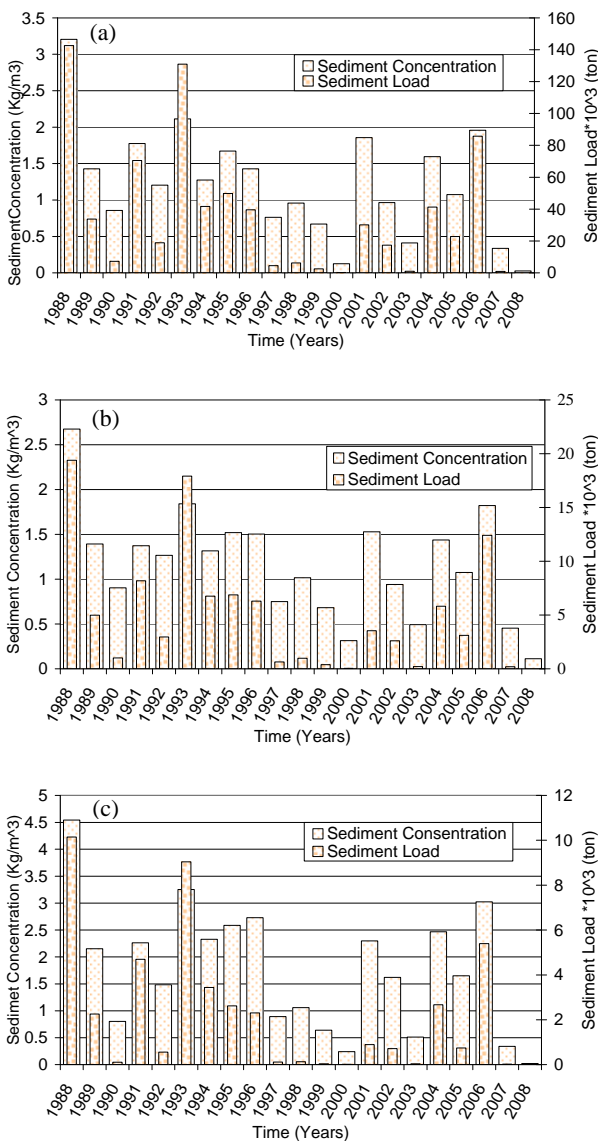 (a)
Sediment Concentration
Sediment Load
SedimentConcentration (Kg/m3)
3.5
3
2.5
2
1.5
1
0.5
0
Sediment Load*10^3 (ton)
160
140
120
100
80
60
40
20
0
1988 1989 1990 1991 1992 1993 1994 1995 1996 1997 1998 1999 2000 2001 2002 2003 2004 2005 2006 2007 2008
Time (Years)
(b)
Sediment Concentration
Sediment Load
Sediment Concentration (Kg/m^3)
3
2.5
2
1.5
1
0.5
0
Sediment Load *10^3 (ton)
25
20
15
10
5
0
1988 1989 1990 1991 1992 1993 1994 1995 1996 1997 1998 1999 2000 2001 2002 2003 2004 2005 2006 2007 2008
Time (Years)
(c)
Sediment Consentration
Sediment Load
Sedimet Concentration (Kg/m^3)
5
4.5
4
3.5
3
2.5
2
1.5
1
0.5
0
Sediment Load *10^3 (ton)
12
10
8
6
4
2
0
1988 1989 1990 1991 1992 1993 1994 1995 1996 1997 1998 1999 2000 2001 2002 2003 2004 2005 2006 2007 2008
Time (Years)